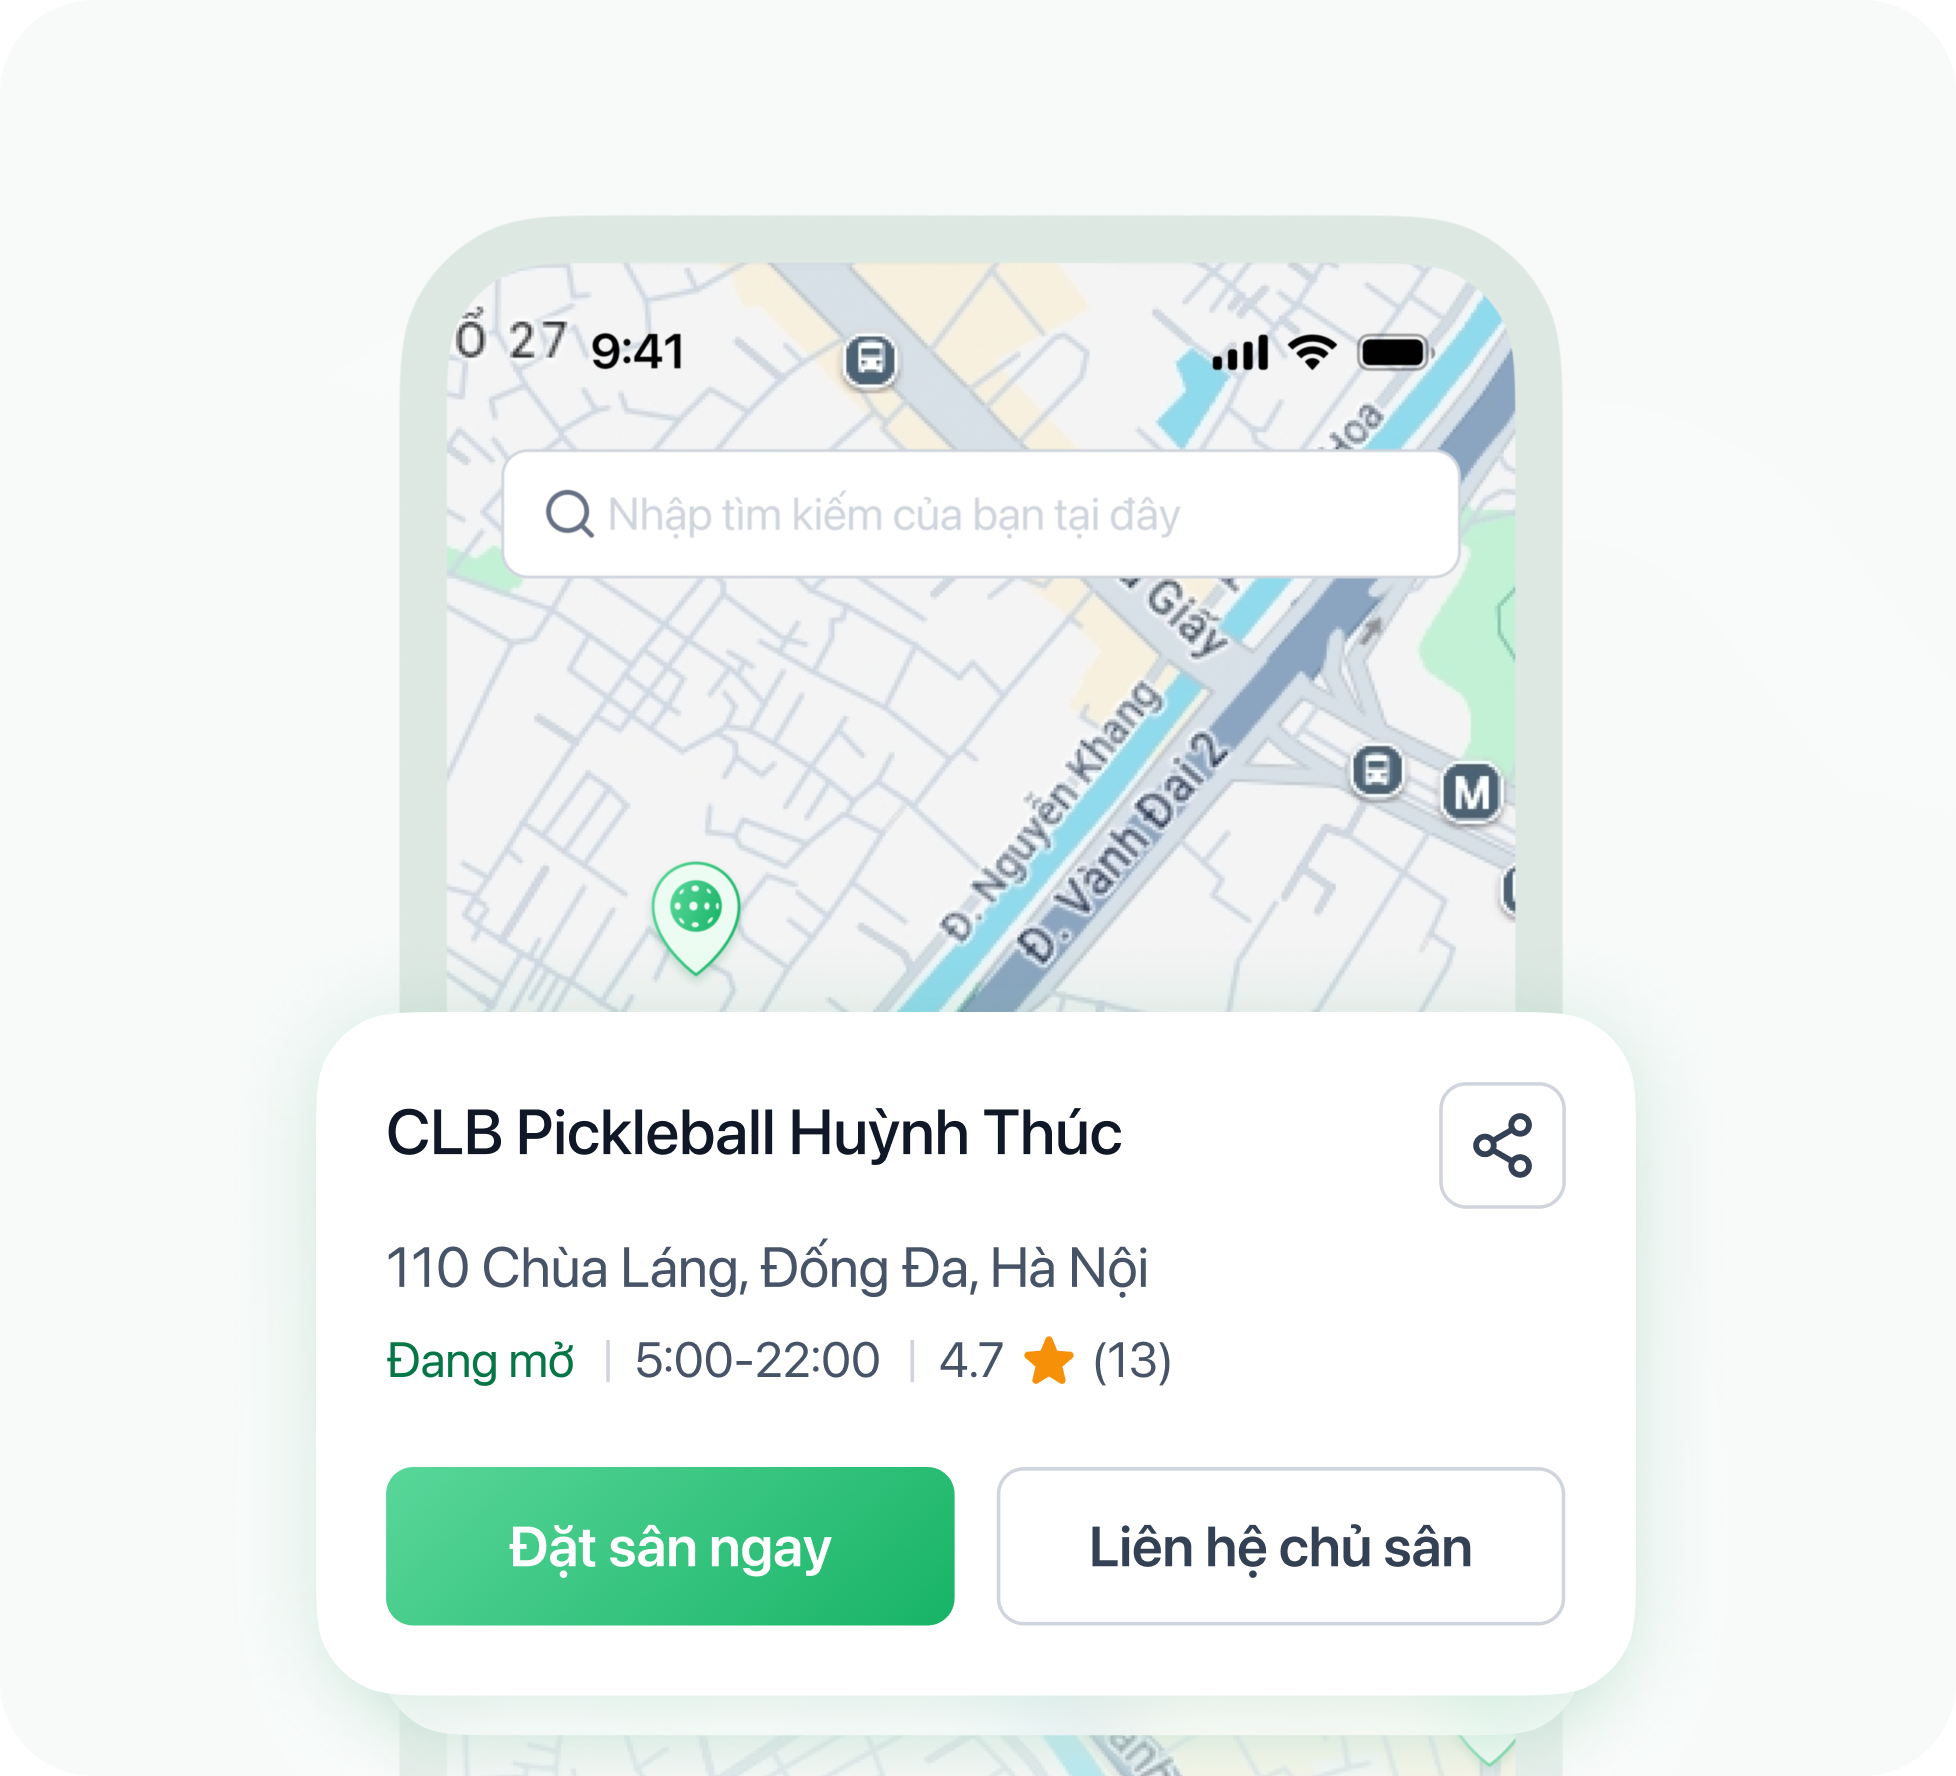 27 9:41
Nhập tìm kiếm của bạn tại đây
Giấy
Đ. Nguyễn Khang
Đ. Vành Đai 2
M
CLB Pickleball Huỳnh Thúc
110 Chùa Láng, Đống Đa, Hà Nội
Đang mở | 5:00-22:00 | 4.7 (13)
Đặt sân ngay
Liên hệ chủ sân